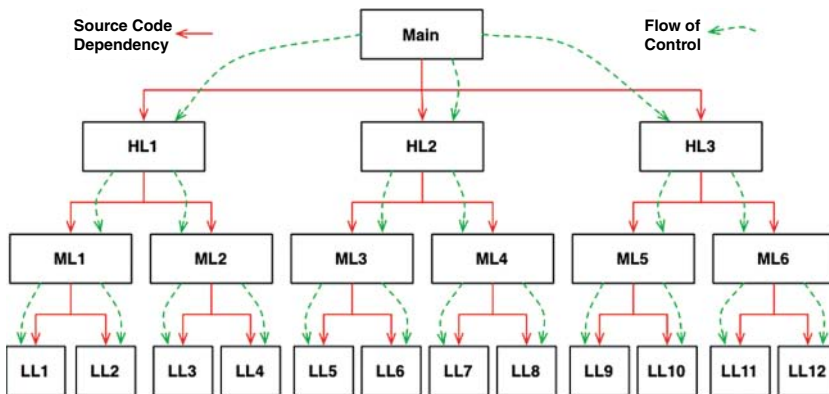 Source Code
Dependency
Main
Flow of
Control
HL1
HL2
HL3
ML1
ML2
ML3
ML4
ML5
ML6
LL1
LL2
LL3
LL4
LL5
LL6
LL7
LL8
LL9
LL10
LL11
LL12